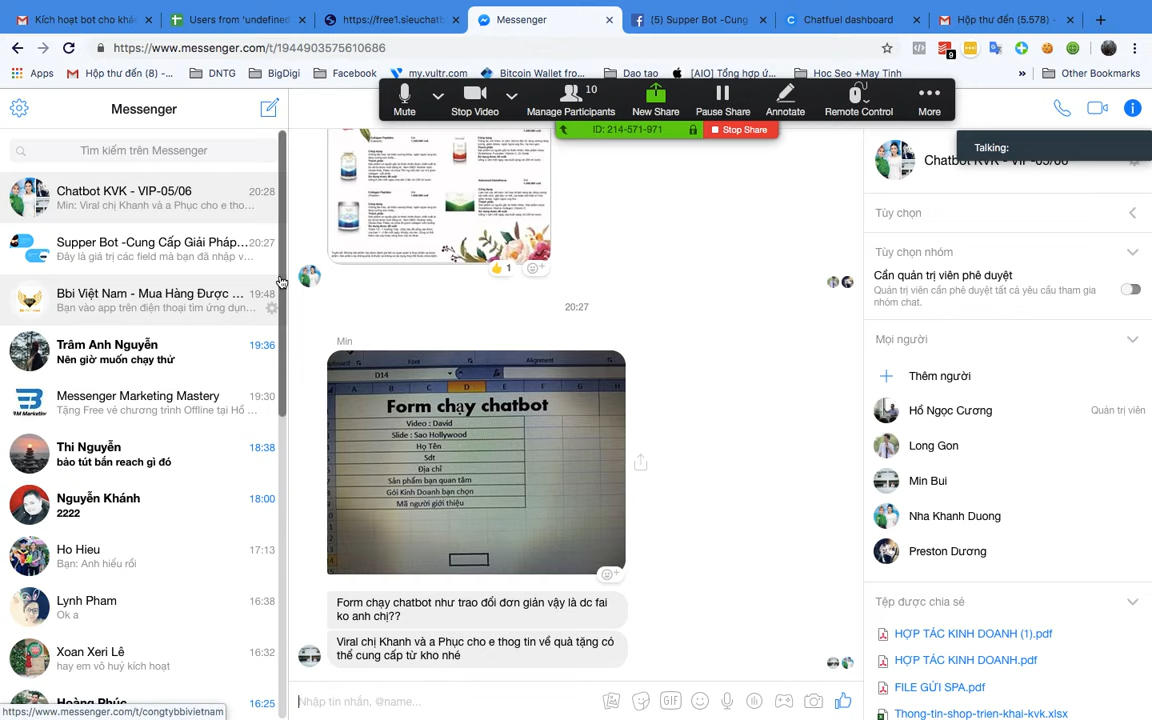 Kích hoạt bot cho khác
Users from 'undefined
https://free1.sieuchatb
Messenger
(5) Supper Bot -Cung
Chatfuel dashboard
Hộp thư đến (5.578) -
https://www.messenger.com/t/1944903575610686
Apps
Hộp thư đến (8) -...
DNTG
BigDigi
Facebook
my.vultr.com
Bitcoin Wallet fro...
Dao tao
[AIO] Tổng hợp ứ...
Hoc Seo +May Tinh
Other Bookmarks
Messenger
Tìm kiếm trên Messenger
Mute
Stop Video
10
Manage Participants
New Share
Pause Share
Annotate
Remote Control
More
ID: 214-571-971
Stop Share
Talking:
Chatbot KVK - VIP-05/06
20:28
Min: Viral chị Khanh và a Phục cho e tho...
Supper Bot -Cung Cấp Giải Pháp...
20:27
Đây là giá trị các field mà bạn đã nhập v...
Bbi Việt Nam - Mua Hàng Được ...
19:48
Bạn vào app trên điện thoại tìm ứng dụn...
Trâm Anh Nguyễn
19:36
Nên giờ muốn chạy thử
Messenger Marketing Mastery
19:30
Tặng Free vé chương trình Offline tại Hồ ...
Thi Nguyễn
18:38
bảo tút bắn reach gì đó
Nguyễn Khánh
18:00
2222
Ho Hieu
17:13
Bạn: Anh hiểu rồi
Lynh Pham
16:38
Ok a
Xoan Xeri Lê
16:32
hay em vô huỷ kích hoạt
Hoàng Phúc
16:25
https://www.messenger.com/t/congtybbivietnam
1
20:27
Min
D14
Font
Alignment
A B C D E F G H
Form chạy chatbot
Video : David
Slide : Sao Hollywood
Họ Tên
Sdt
Địa chỉ
Sản phẩm bạn quan tâm
Gói Kinh Doanh bạn chọn
Mã người giới thiệu
Form chạy chatbot như trao đổi đơn giản vậy là dc fai
ko anh chị??
Viral chị Khanh và a Phục cho e thog tin về quà tặng có
thể cung cấp từ kho nhé
Nhập tin nhắn, @name...
GIF
Chatbot KVK - VIP-05/06
Tùy chọn
Tùy chọn nhóm
Cần quản trị viên phê duyệt
Quản trị viên cần phê duyệt tất cả yêu cầu tham gia
nhóm chat.
Mọi người
Thêm người
Hồ Ngọc Cương
Quản trị viên
Long Gon
Min Bui
Nha Khanh Duong
Preston Dương
Tệp được chia sẻ
HỢP TÁC KINH DOANH (1).pdf
HỢP TÁC KINH DOANH.pdf
FILE GỬI SPA.pdf
Thong-tin-shop-trien-khai-kvk.xlsx